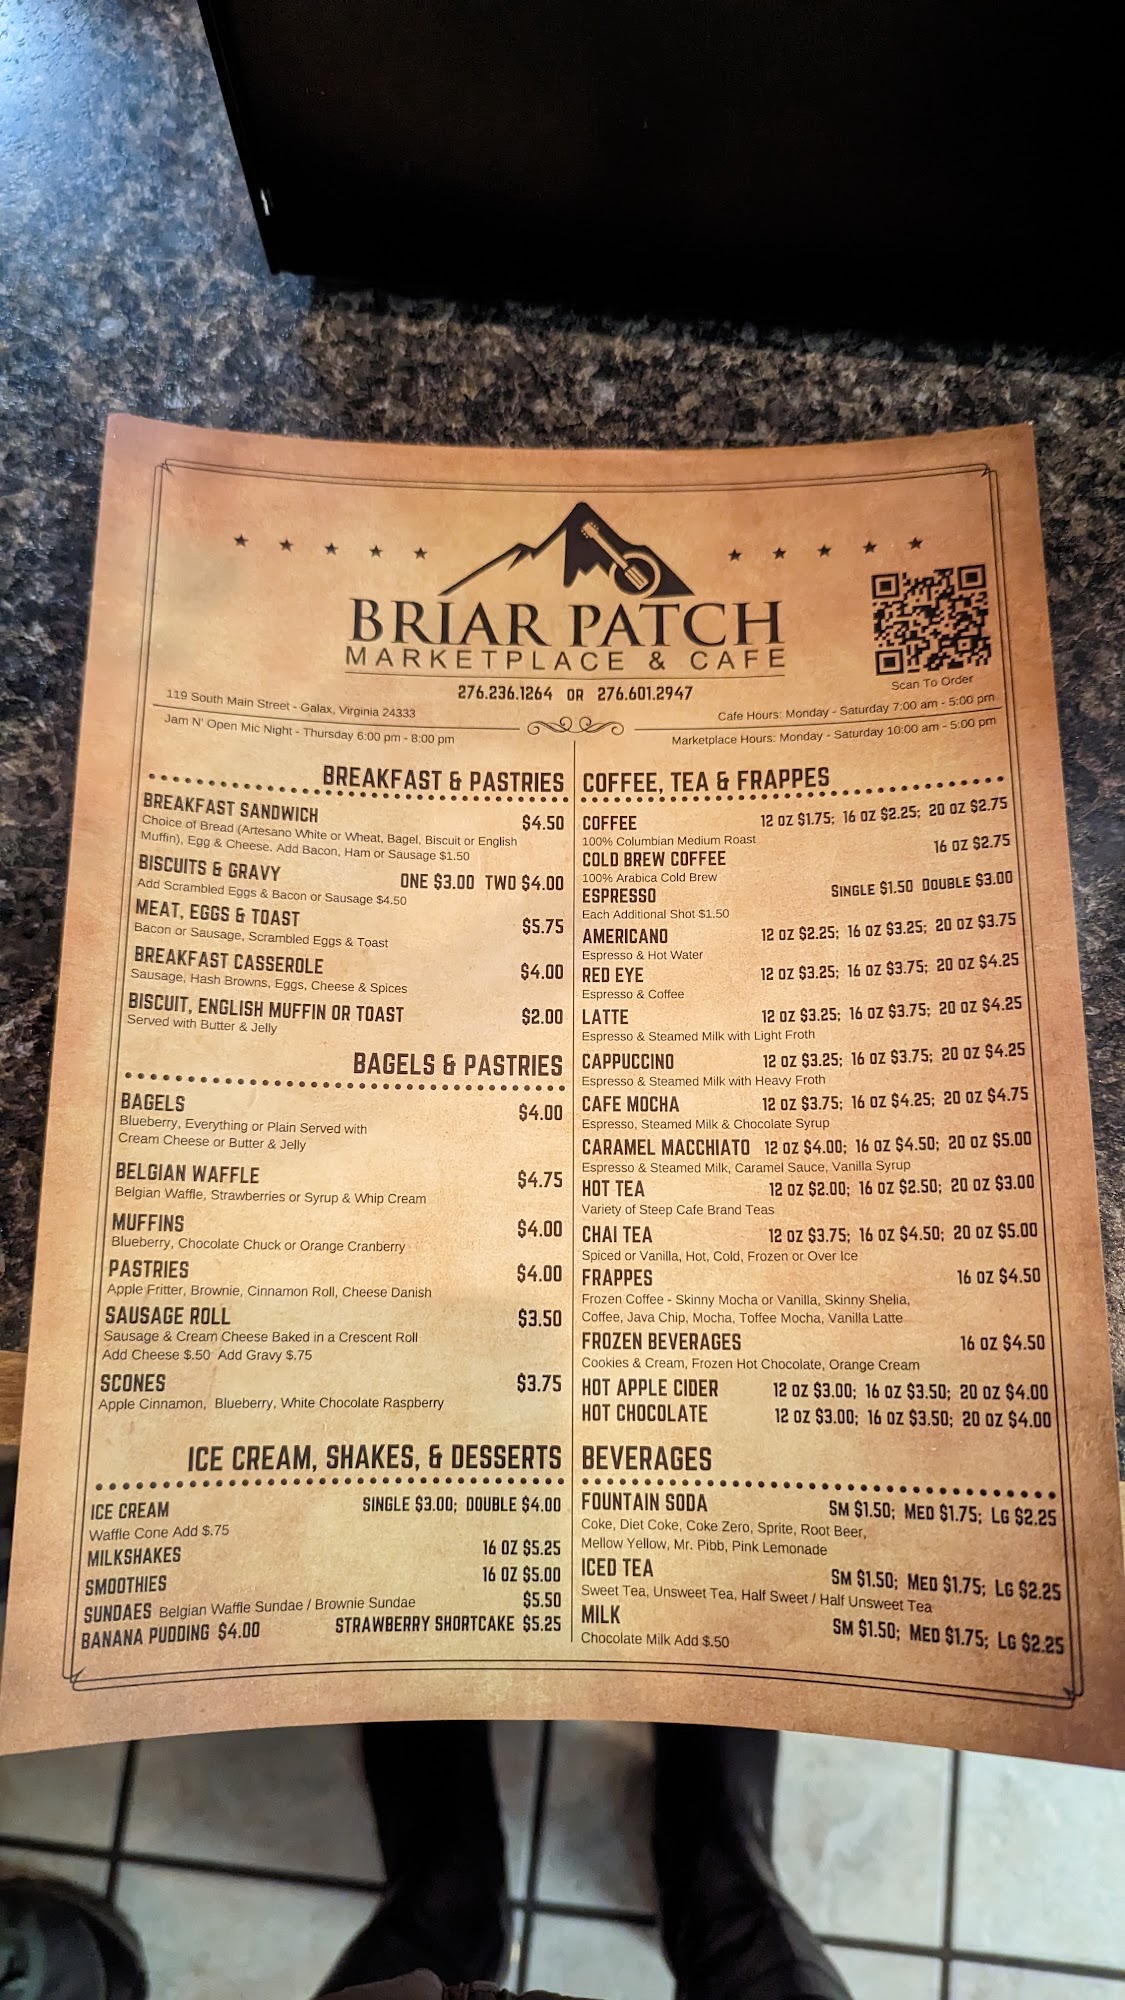 BRIAR PATCH
MARKETPLACE & CAFE
276.236.1264 OR 276.601.2947
Scan To Order
119 South Main Street - Galax, Virginia 24333
Jam N' Open Mic Night - Thursday 6:00 pm - 8:00 pm
Cafe Hours: Monday - Saturday 7:00 am - 5:00 pm
Marketplace Hours: Monday - Saturday 10:00 am - 5:00 pm
BREAKFAST & PASTRIES
BREAKFAST SANDWICH $4.50
Choice of Bread (Artesano White or Wheat, Bagel, Biscuit or English
Muffin), Egg & Cheese. Add Bacon, Ham or Sausage $1.50
BISCUITS & GRAVY ONE $3.00 TWO $4.00
Add Scrambled Eggs & Bacon or Sausage $4.50
MEAT, EGGS & TOAST $5.75
Bacon or Sausage, Scrambled Eggs & Toast
BREAKFAST CASSEROLE $4.00
Sausage, Hash Browns, Eggs, Cheese & Spices
BISCUIT, ENGLISH MUFFIN OR TOAST $2.00
Served with Butter & Jelly
BAGELS & PASTRIES
BAGELS $4.00
Blueberry, Everything or Plain Served with
Cream Cheese or Butter & Jelly
BELGIAN WAFFLE $4.75
Belgian Waffle, Strawberries or Syrup & Whip Cream
MUFFINS $4.00
Blueberry, Chocolate Chuck or Orange Cranberry
PASTRIES $4.00
Apple Fritter, Brownie, Cinnamon Roll, Cheese Danish
SAUSAGE ROLL $3.50
Sausage & Cream Cheese Baked in a Crescent Roll
Add Cheese $.50 Add Gravy $.75
SCONES $3.75
Apple Cinnamon, Blueberry, White Chocolate Raspberry
ICE CREAM, SHAKES, & DESSERTS
ICE CREAM SINGLE $3.00; DOUBLE $4.00
Waffle Cone Add $.75
MILKSHAKES 16 OZ $5.25
SMOOTHIES 16 OZ $5.00
SUNDAES Belgian Waffle Sundae / Brownie Sundae $5.50
BANANA PUDDING $4.00 STRAWBERRY SHORTCAKE $5.25
COFFEE, TEA & FRAPPES
COFFEE 12 OZ $1.75; 16 OZ $2.25; 20 OZ $2.75
100% Columbian Medium Roast
COLD BREW COFFEE 16 OZ $2.75
100% Arabica Cold Brew
ESPRESSO SINGLE $1.50 DOUBLE $3.00
Each Additional Shot $1.50
AMERICANO 12 OZ $2.25; 16 OZ $3.25; 20 OZ $3.75
Espresso & Hot Water
RED EYE 12 OZ $3.25; 16 OZ $3.75; 20 OZ $4.25
Espresso & Coffee
LATTE 12 OZ $3.25; 16 OZ $3.75; 20 OZ $4.25
Espresso & Steamed Milk with Light Froth
CAPPUCCINO 12 OZ $3.25; 16 OZ $3.75; 20 OZ $4.25
Espresso & Steamed Milk with Heavy Froth
CAFE MOCHA 12 OZ $3.75; 16 OZ $4.25; 20 OZ $4.75
Espresso, Steamed Milk & Chocolate Syrup
CARAMEL MACCHIATO 12 OZ $4.00; 16 OZ $4.50; 20 OZ $5.00
Espresso & Steamed Milk, Caramel Sauce, Vanilla Syrup
HOT TEA 12 OZ $2.00; 16 OZ $2.50; 20 OZ $3.00
Variety of Steep Cafe Brand Teas
CHAI TEA 12 OZ $3.75; 16 OZ $4.50; 20 OZ $5.00
Spiced or Vanilla, Hot, Cold, Frozen or Over Ice
FRAPPES 16 OZ $4.50
Frozen Coffee - Skinny Mocha or Vanilla, Skinny Shelia,
Coffee, Java Chip, Mocha, Toffee Mocha, Vanilla Latte
FROZEN BEVERAGES 16 OZ $4.50
Cookies & Cream, Frozen Hot Chocolate, Orange Cream
HOT APPLE CIDER 12 OZ $3.00; 16 OZ $3.50; 20 OZ $4.00
HOT CHOCOLATE 12 OZ $3.00; 16 OZ $3.50; 20 OZ $4.00
BEVERAGES
FOUNTAIN SODA SM $1.50; MED $1.75; LG $2.25
Coke, Diet Coke, Coke Zero, Sprite, Root Beer,
Mellow Yellow, Mr. Pibb, Pink Lemonade
ICED TEA SM $1.50; MED $1.75; LG $2.25
Sweet Tea, Unsweet Tea, Half Sweet / Half Unsweet Tea
MILK SM $1.50; MED $1.75; LG $2.25
Chocolate Milk Add $.50